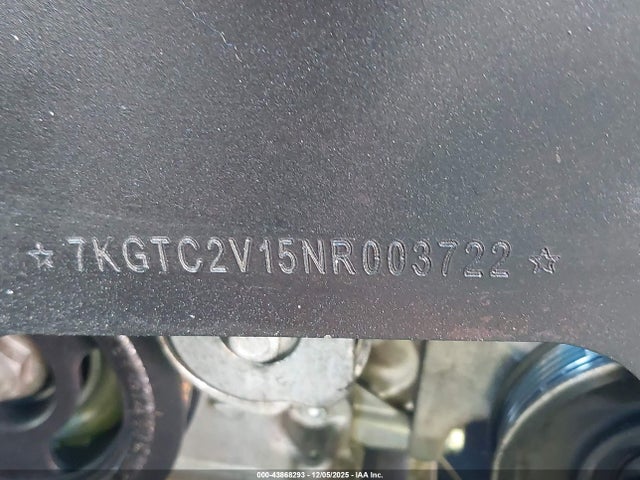 ☆ 7KGTC2V15NR003722 ☆
000-43868293 - 12/05/2025 - IAA Inc.